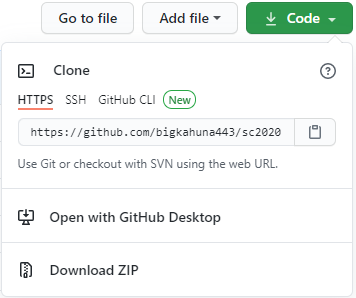 Go to file Add file Code
Clone
HTTPS SSH GitHub CLI New
https://github.com/bigkahuna443/sc2020
Use Git or checkout with SVN using the web URL.
Open with GitHub Desktop
Download ZIP